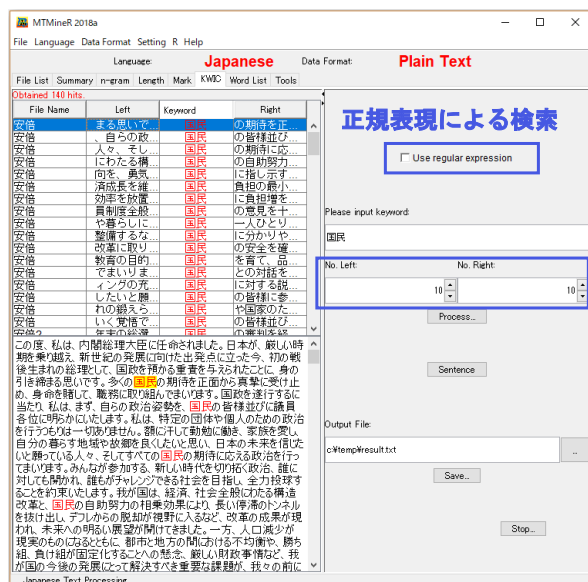 MTMineR 2018a
File Language Data Format Setting R Help
Language: Japanese Data Format: Plain Text
File List Summary n-gram Length Mark KWIC Word List Tools
Obtained 140 hits.
File Name Left Keyword Right
安倍 まる思いで... 国民 の期待を正...
安倍 、自らの政... 国民 の皆様並び...
安倍 人々、そし... 国民 の期待に応...
安倍 にわたる構... 国民 の自助努力...
安倍 向を、勇気... 国民 に指し示す...
安倍 済成長を維... 国民 負担の最小...
安倍 効率を放置... 国民 に負担増を...
安倍 員制度全般... 国民 の意見を十...
安倍 や暮らしに... 国民 一人ひとり...
安倍 整備するな... 国民 に分かりや...
安倍 改革に取り... 国民 の安全を確...
安倍 教育の目的... 国民 を育て、品...
安倍 でまいりま... 国民 との対話を...
安倍 ィングの充... 国民 に対する説...
安倍 したいと願... 国民 の皆様に参...
安倍 れの鍛えら... 国民 や国家のた...
安倍 いく覚悟で... 国民 の皆様並び...
正規表現による検索
Use regular expression
Please input keyword:
国民
No. Left: No. Right:
10 10
Process...
Sentence
Output File:
c:¥temp¥result.txt
..
Save...
Stop...
この度、私は、内閣総理大臣に任命されました。日本が、厳しい時
期を乗り越え、新世紀の発展に向けた出発点に立った今、初の戦
後生まれの総理として、国政を預かる重責を与えられたことに、身の
引き締まる思いです。多くの国民の期待を正面から真摯に受け止
め、身命を賭して、職務に取り組んでまいります。国政を遂行するに
当たり、私は、まず、自らの政治姿勢を、国民の皆様並びに議員
各位に明らかにいたします。私は、特定の団体や個人のための政治
を行うつもりは一切ありません。額に汗して勤勉に働き、家族を愛し、
自分の暮らす地域や故郷を良くしたいと思い、日本の未来を信じた
いと願っている人々、そしてすべての国民の期待に応える政治を行っ
てまいります。みんなが参加する、新しい時代を切り拓く政治、誰に
対しても開かれ、誰もがチャレンジできる社会を目指し、全力投球す
ることを約束いたします。我が国は、経済、社会全般にわたる構造
改革と、国民の自助努力の相乗効果により、長い停滞のトンネル
を抜け出し、デフレからの脱却が視野に入るなど、改革の成果が現
われ、未来への明るい展望が開けてきました。一方、人口減少が
現実のものになるとともに、都市と地方の間における不均衡や、勝ち
組、負け組が固定化することへの懸念、厳しい財政事情など、我
が国の今後の発展にとって解決すべき重要な課題が、我々の前に
Japanese Text Processing